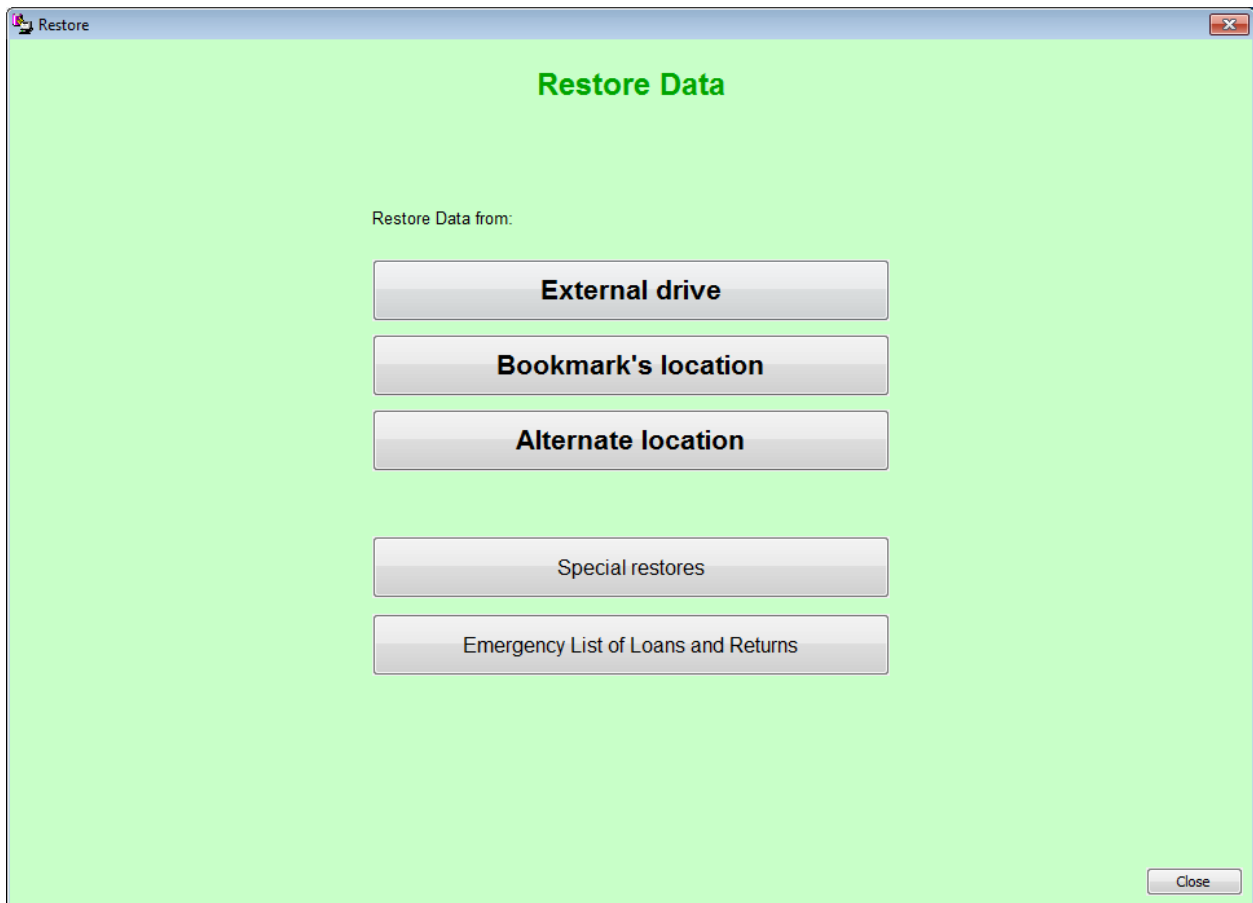 Restore
Restore Data
Restore Data from:
External drive
Bookmark's location
Alternate location
Special restores
Emergency List of Loans and Returns
Close